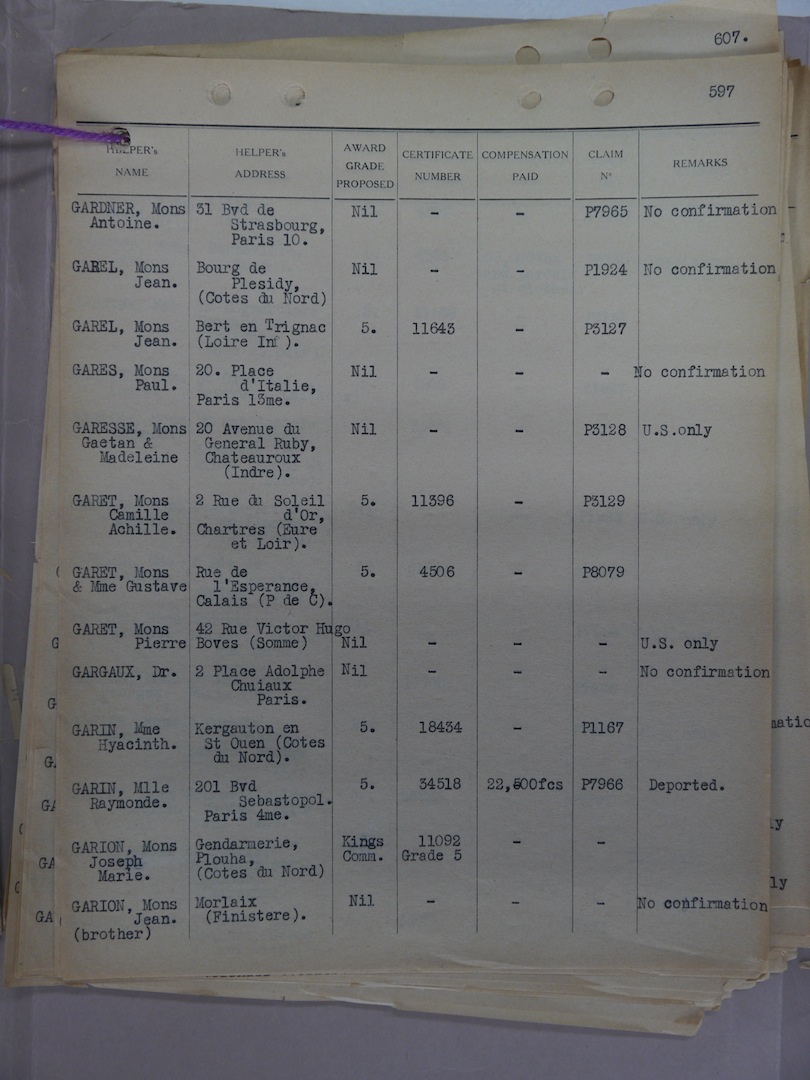 607.
597
HELPER's NAME | HELPER's ADDRESS | AWARD GRADE PROPOSED | CERTIFICATE NUMBER | COMPENSATION PAID | CLAIM Nº | REMARKS
GARDNER, Mons | 31 Bvd de | Nil | - | - | P7965 | No confirmation
Antoine. | Strasbourg,
Paris 10.
GAREL, Mons | Bourg de | Nil | - | - | P1924 | No confirmation
Jean. | Plesidy,
(Cotes du Nord)
GAREL, Mons | Bert en Trignac | 5. | 11643 | - | P3127
Jean. | (Loire Inf ).
GARES, Mons | 20. Place | Nil | - | - | - | No confirmation
Paul. | d'Italie,
Paris 13me.
GARESSE, Mons | 20 Avenue du | Nil | - | - | P3128 | U.S.only
Gaetan & | General Ruby,
Madeleine | Chateauroux
(Indre).
GARET, Mons | 2 Rue du Soleil | 5. | 11396 | - | P3129
Camille | d'Or,
Achille. | Chartres (Eure
et Loir).
GARET, Mons | Rue de | 5. | 4506 | - | P8079
& Mme Gustave | l'Esperance,
Calais (P de C).
GARET, Mons | 42 Rue Victor Hugo
Pierre | Boves (Somme) | Nil | - | - | - | U.S. only
GARGAUX, Dr. | 2 Place Adolphe | Nil | - | - | - | No confirmation
Chuiaux
Paris.
GARIN, Mme | Kergauton en | 5. | 18434 | - | P1167
Hyacinth. | St Ouen (Cotes
du Nord).
GARIN, Mlle | 201 Bvd | 5. | 34518 | 22,500fcs | P7966 | Deported.
Raymonde. | Sebastopol.
Paris 4me.
GARION, Mons | Gendarmerie, | Kings | 11092 | - | -
Joseph | Plouha, | Comm. | Grade 5
Marie. | (Cotes du Nord)
GARION, Mons | Morlaix | Nil | - | - | - | No confirmation
Jean. | (Finistere).
(brother)